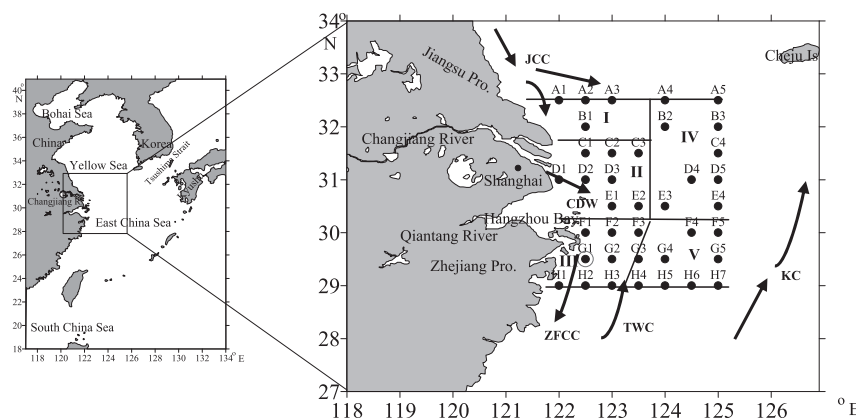 40
N
38
36
34
32
30
28
26
24
22
20
18
118 120 122 124 126 128 130 132 134 °E
Bohai Sea
China
Korea
Yellow Sea
Tsushima Strait
Changjiang R.
East China Sea
South China Sea
34°
N
33
32
31
30
29
28
27
118 119 120 121 122 123 124 125 126 °E
Jiangsu Pro.
JCC
Cheju Is
A1 A2 A3 A4 A5
B1 I B2 B3
IV
Changjiang River
C1 C2 C3 C4
II
D1 D2 D3 D4 D5
Shanghai
CDW
E1 E2 E3 E4
Hangzhou Bay
F1 F2 F3 F4 F5
Qiantang River
Zhejiang Pro.
III G1 G2 G3 G4 V G5
H1 H2 H3 H4 H5 H6 H7
KC
ZFCC
TWC